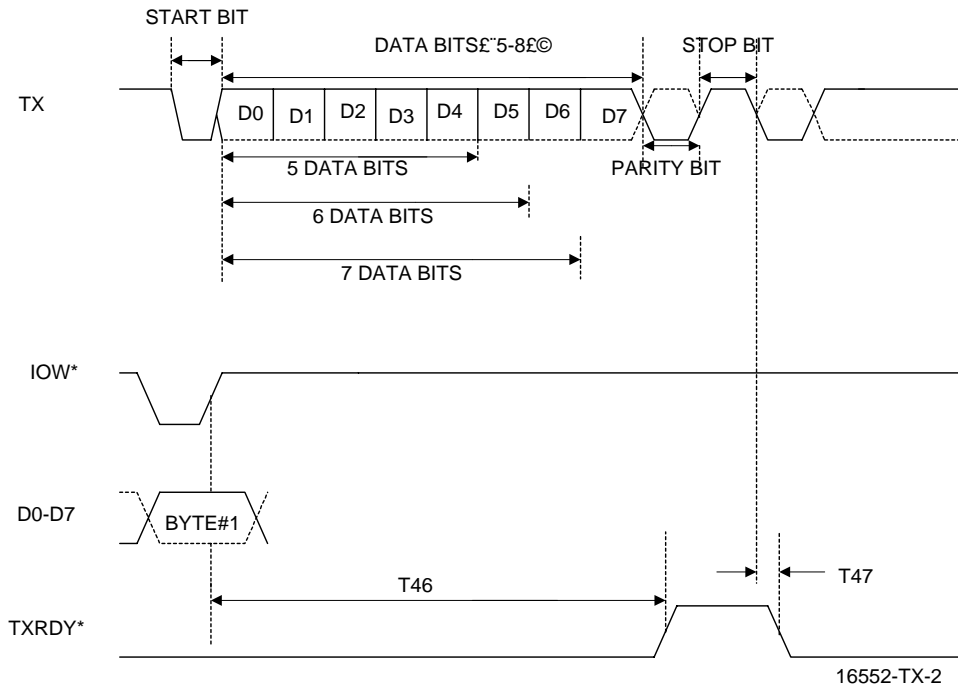 START BIT
DATA BITS£¨5-8£©
STOP BIT
TX
D0 D1 D2 D3 D4 D5 D6 D7
5 DATA BITS
PARITY BIT
6 DATA BITS
7 DATA BITS
IOW*
D0-D7
BYTE#1
T46
T47
TXRDY*
16552-TX-2